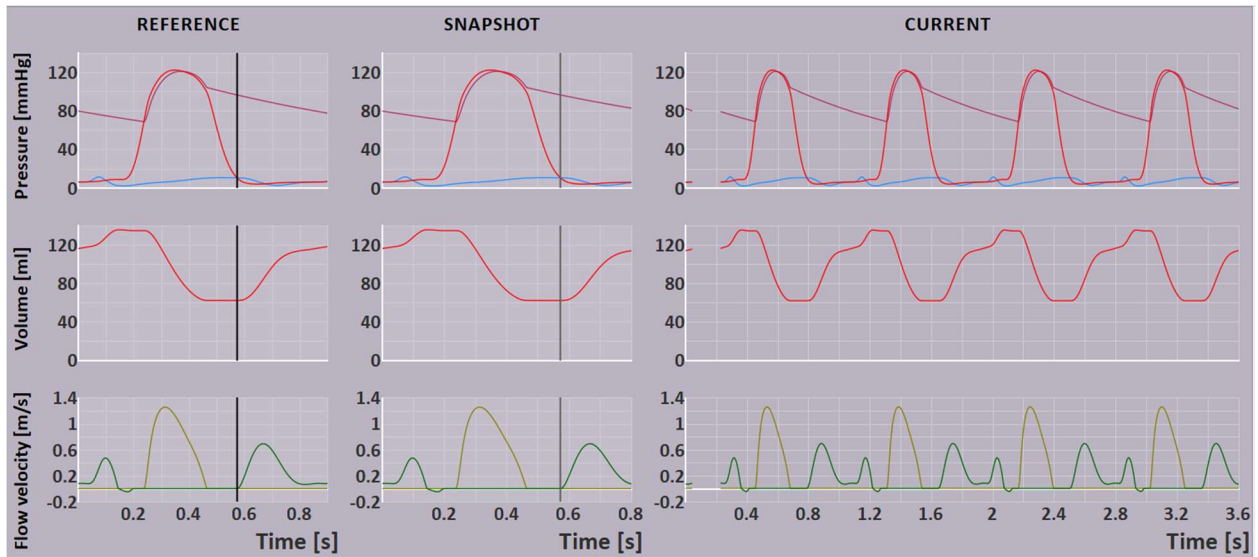 REFERENCE SNAPSHOT CURRENT
Pressure [mmHg]
120 120 120
80 80 80
40 40 40
0 0 0
Volume [ml]
120 120 120
80 80 80
40 40 40
0 0 0
Flow velocity [m/s]
1.4 1.4 1.4
1 1 1
0.6 0.6 0.6
0.2 0.2 0.2
-0.2 -0.2 -0.2
0.2 0.4 0.6 0.8 0.2 0.4 0.6 0.8 0.4 0.8 1.2 1.6 2 2.4 2.8 3.2 3.6
Time [s] Time [s] Time [s]